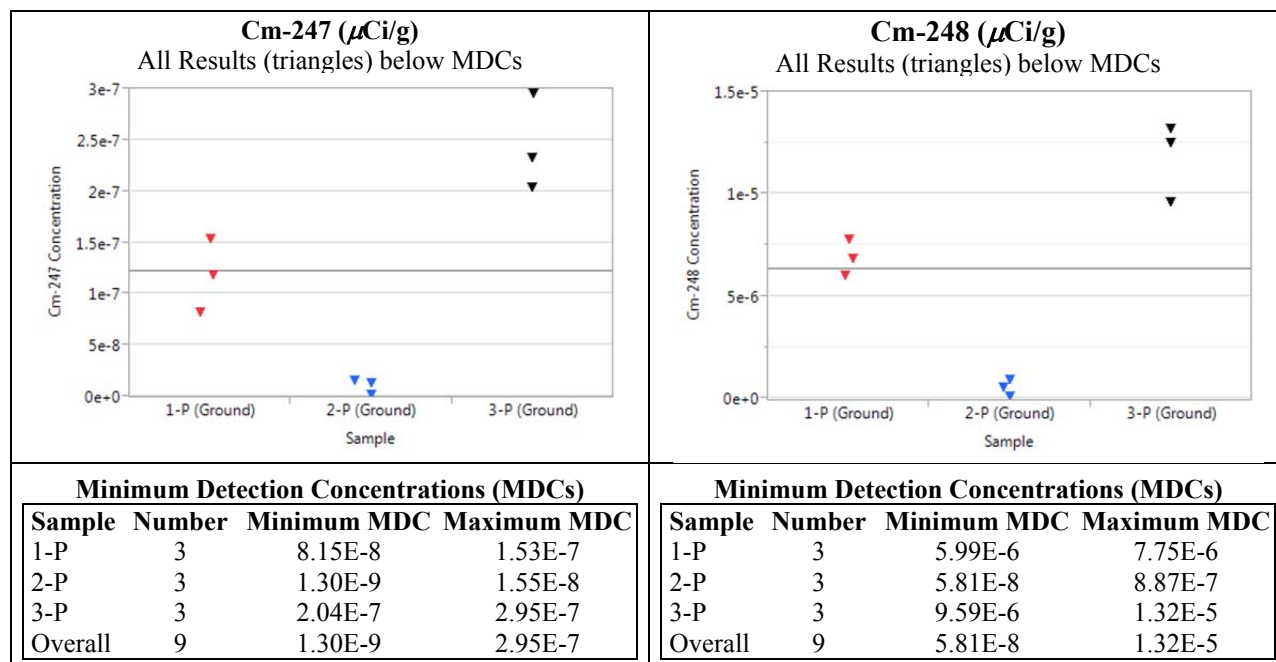 Cm-247 (μCi/g)
All Results (triangles) below MDCs
3e-7
2.5e-7
2e-7
1.5e-7
1e-7
5e-8
0e+0
Cm-247 Concentration
1-P (Ground) 2-P (Ground) 3-P (Ground)
Sample
Cm-248 (μCi/g)
All Results (triangles) below MDCs
1.5e-5
1e-5
5e-6
0e+0
Cm-248 Concentration
1-P (Ground) 2-P (Ground) 3-P (Ground)
Sample
Minimum Detection Concentrations (MDCs)
Sample Number Minimum MDC Maximum MDC
1-P 3 8.15E-8 1.53E-7
2-P 3 1.30E-9 1.55E-8
3-P 3 2.04E-7 2.95E-7
Overall 9 1.30E-9 2.95E-7
Minimum Detection Concentrations (MDCs)
Sample Number Minimum MDC Maximum MDC
1-P 3 5.99E-6 7.75E-6
2-P 3 5.81E-8 8.87E-7
3-P 3 9.59E-6 1.32E-5
Overall 9 5.81E-8 1.32E-5